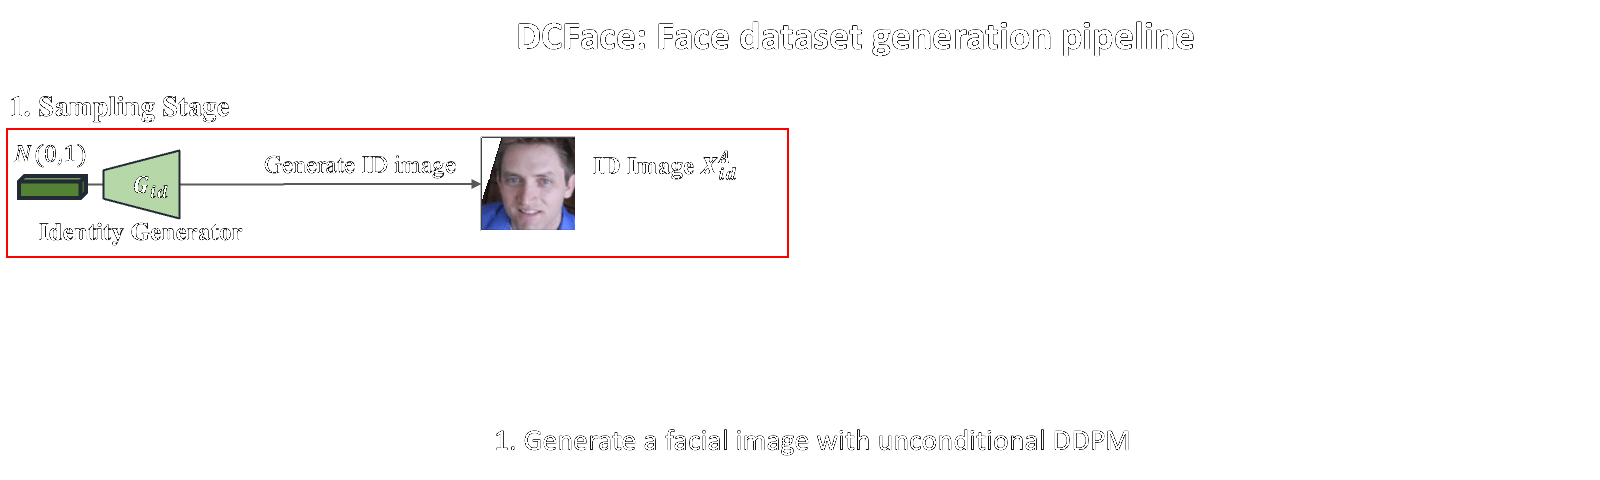 DCFace: Face dataset generation pipeline
1. Sampling Stage
N(0,1)
Generate ID image
ID Image X_{id}^{A}
G_{id}
Identity Generator
1. Generate a facial image with unconditional DDPM